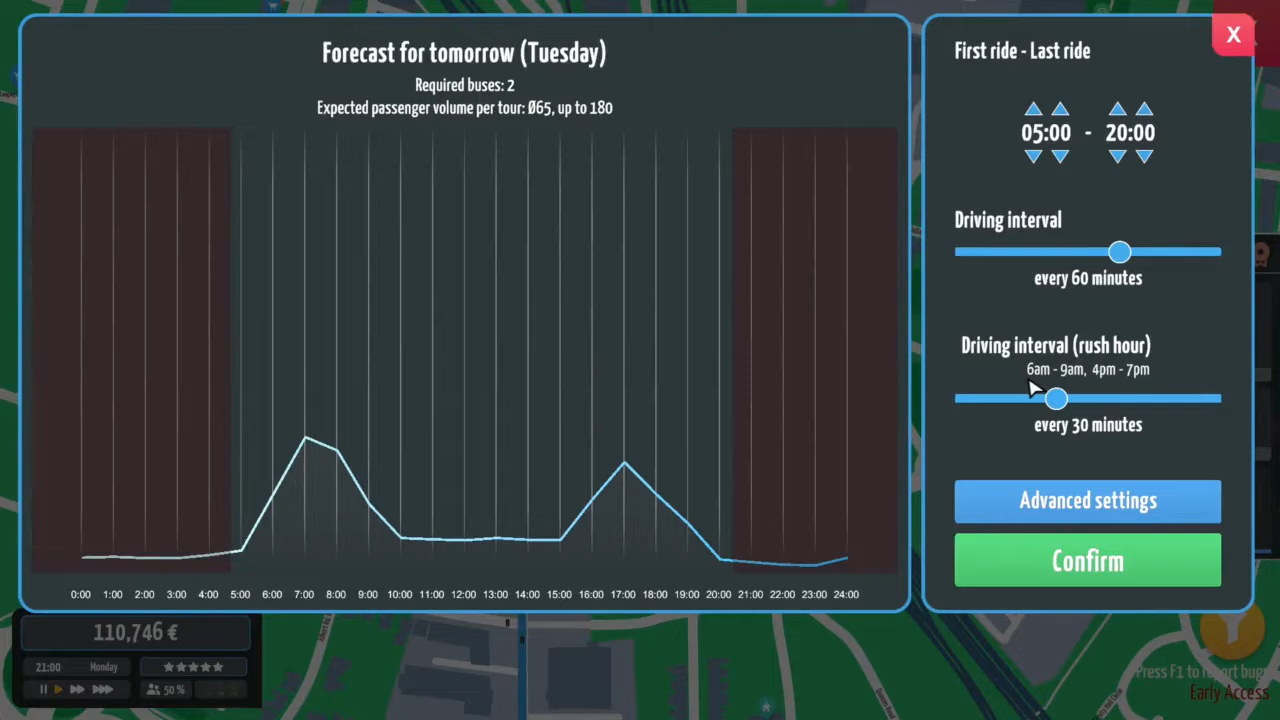 Forecast for tomorrow (Tuesday)
Required buses: 2
Expected passenger volume per tour: Ø65, up to 180
0:00 1:00 2:00 3:00 4:00 5:00 6:00 7:00 8:00 9:00 10:00 11:00 12:00 13:00 14:00 15:00 16:00 17:00 18:00 19:00 20:00 21:00 22:00 23:00 24:00
X
First ride - Last ride
05:00 - 20:00
Driving interval
every 60 minutes
Driving interval (rush hour)
6am - 9am, 4pm - 7pm
every 30 minutes
Advanced settings
Confirm
110,746 €
21:00 Monday
50 %
Press F1 to report bugs
Early Access